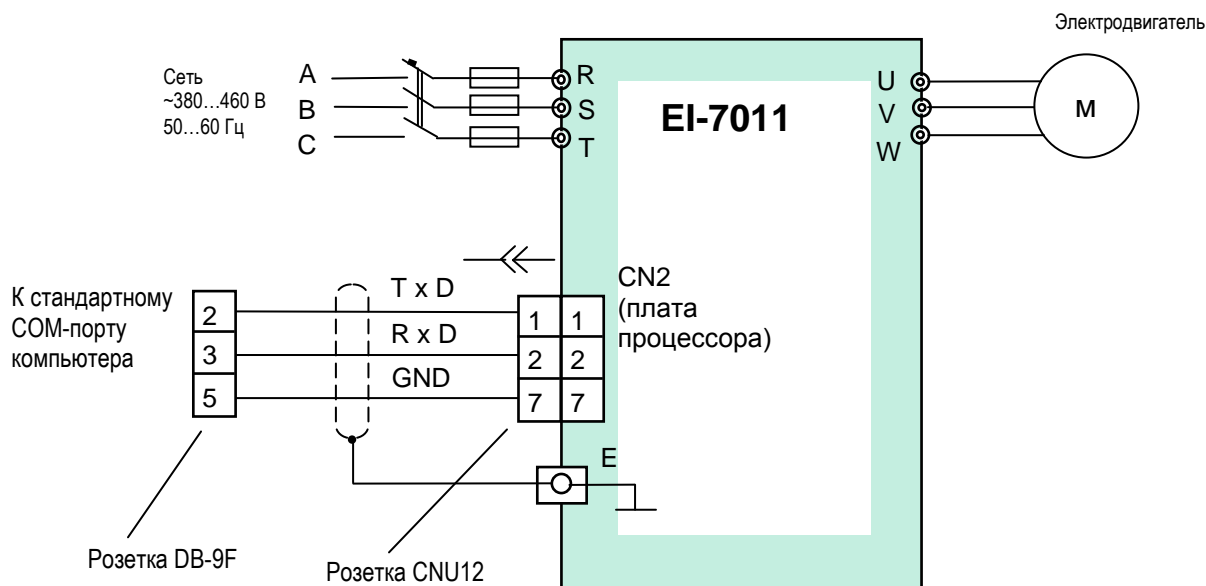 Электродвигатель
Сеть
~380...460 В
50...60 Гц
A
B
C
R
S
T
EI-7011
U
V
W
М
К стандартному
COM-порту
компьютера
2
3
5
T x D
R x D
GND
1
1
2
2
7
7
CN2
(плата
процессора)
E
Розетка DB-9F
Розетка CNU12